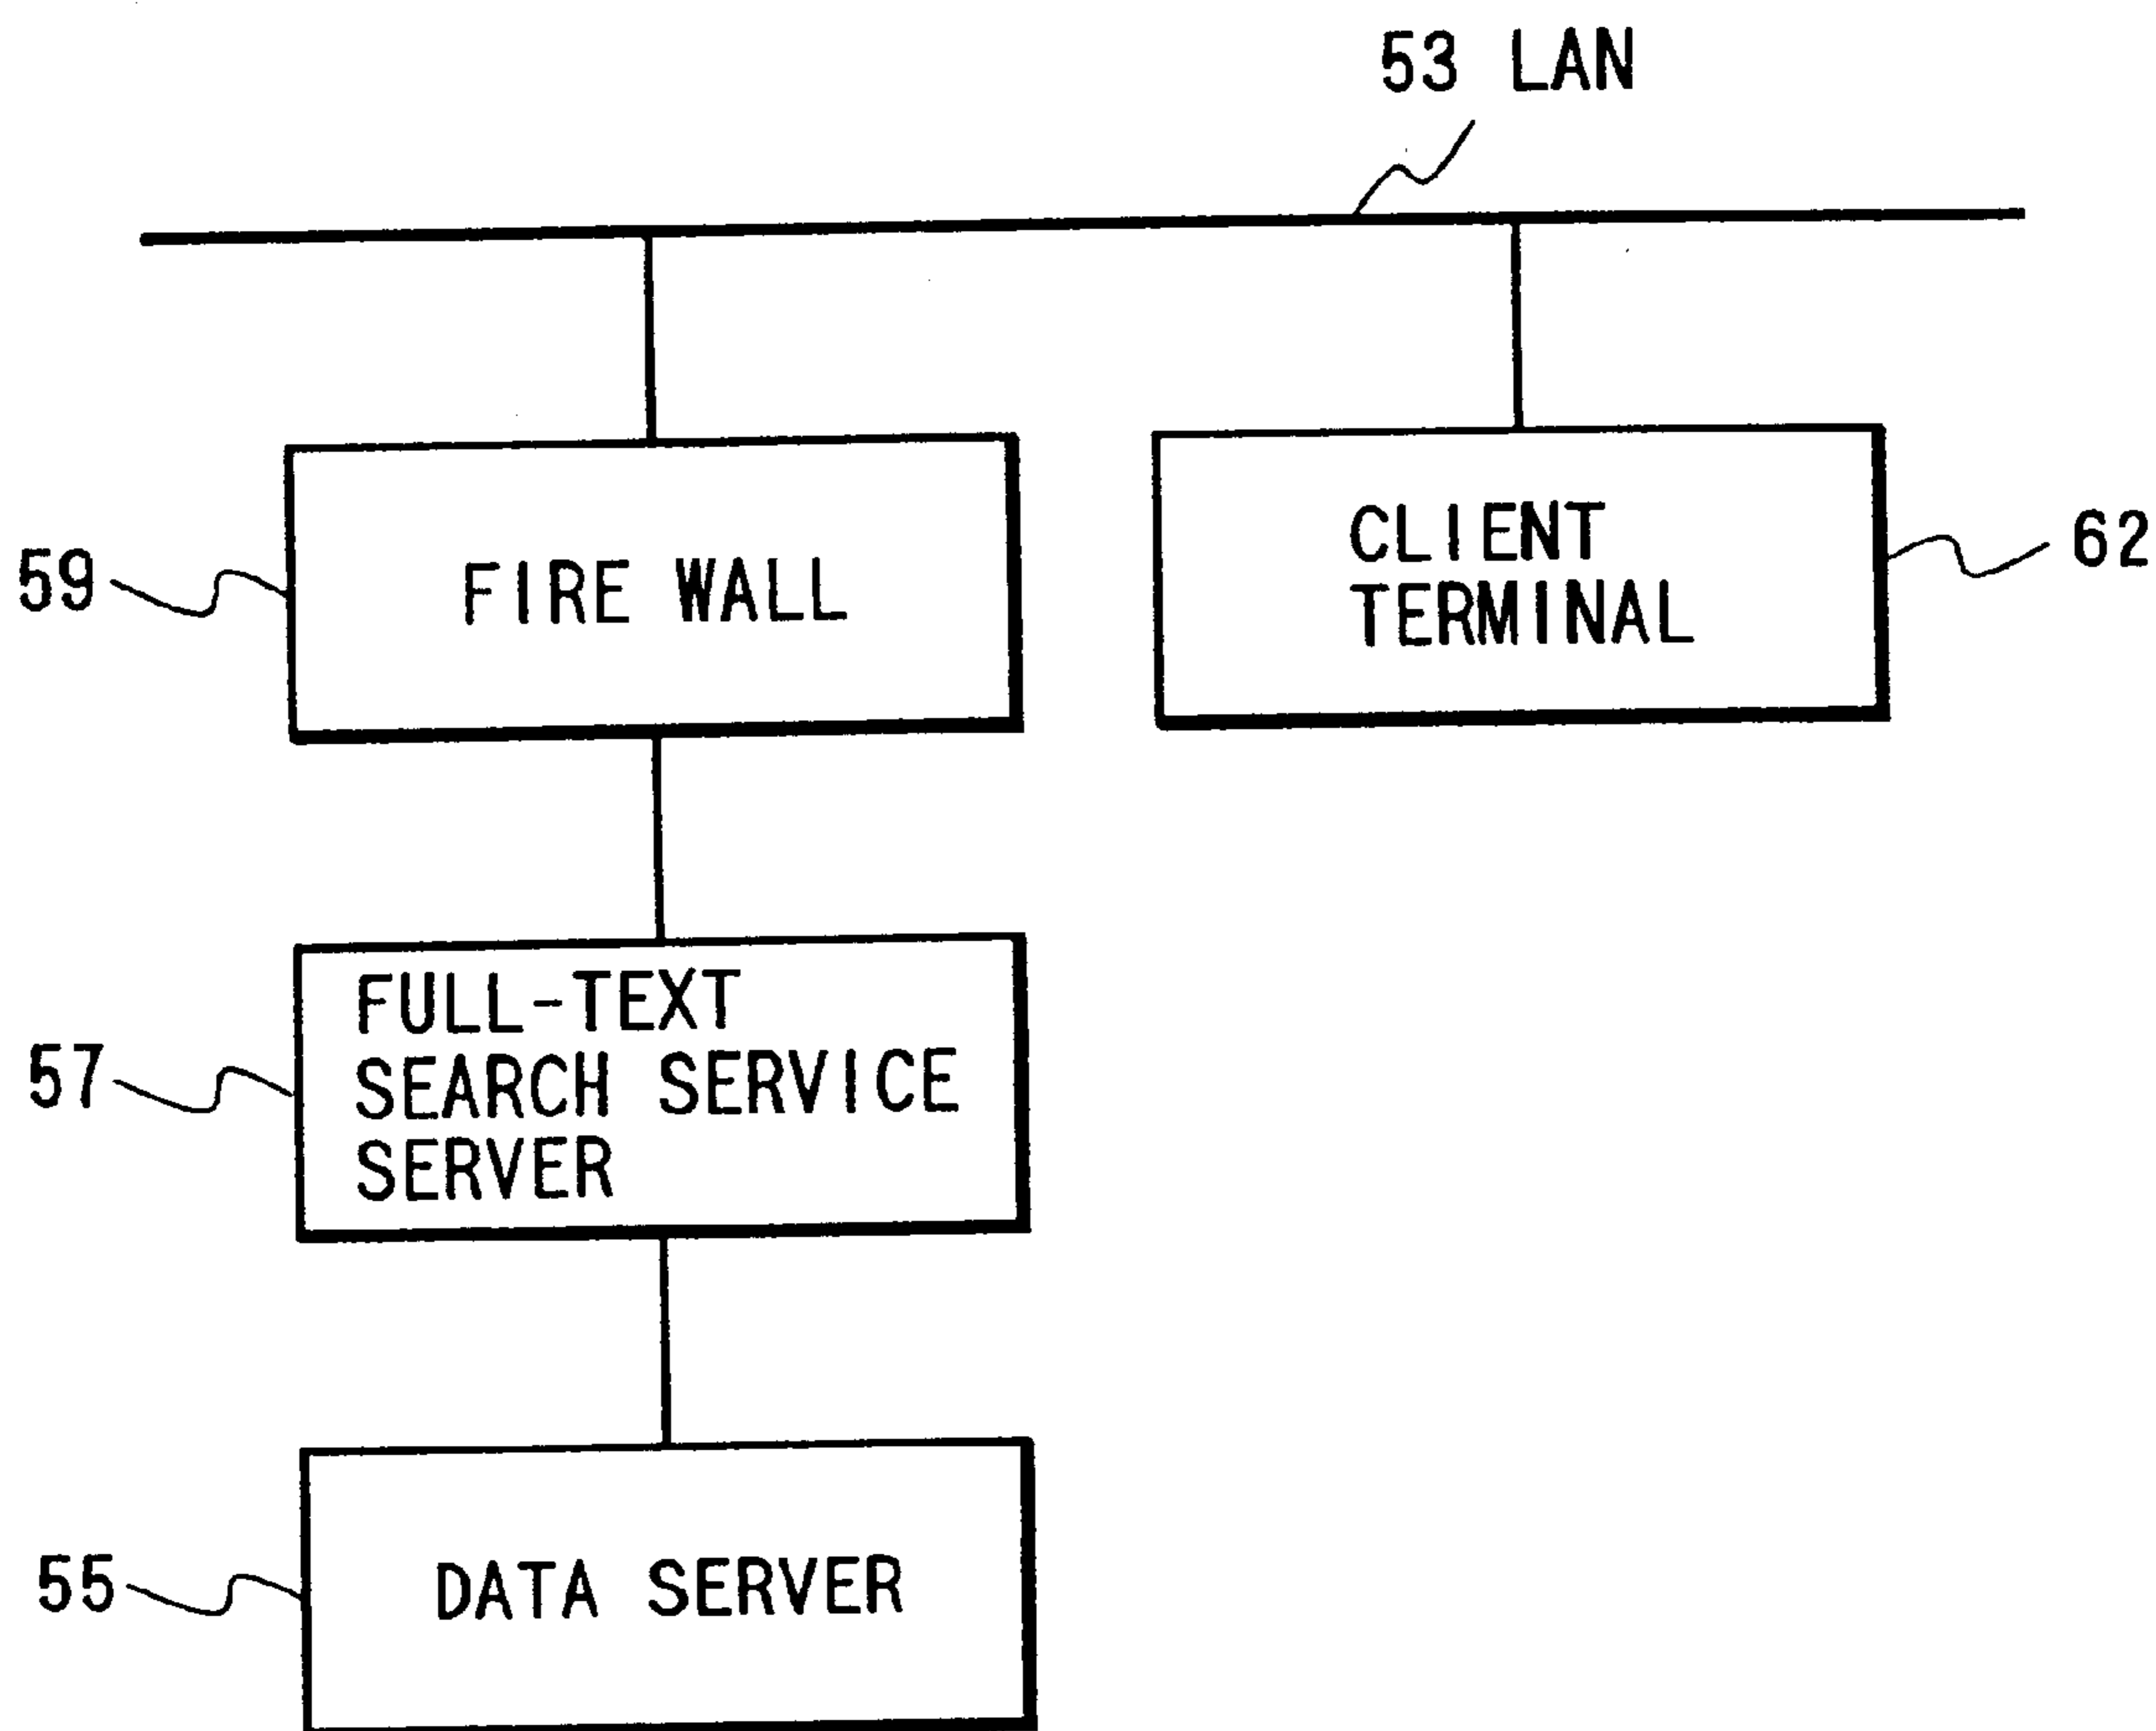 53 LAN
59
FIRE WALL
CLIENT
TERMINAL
62
57
FULL-TEXT
SEARCH SERVICE
SERVER
55
DATA SERVER